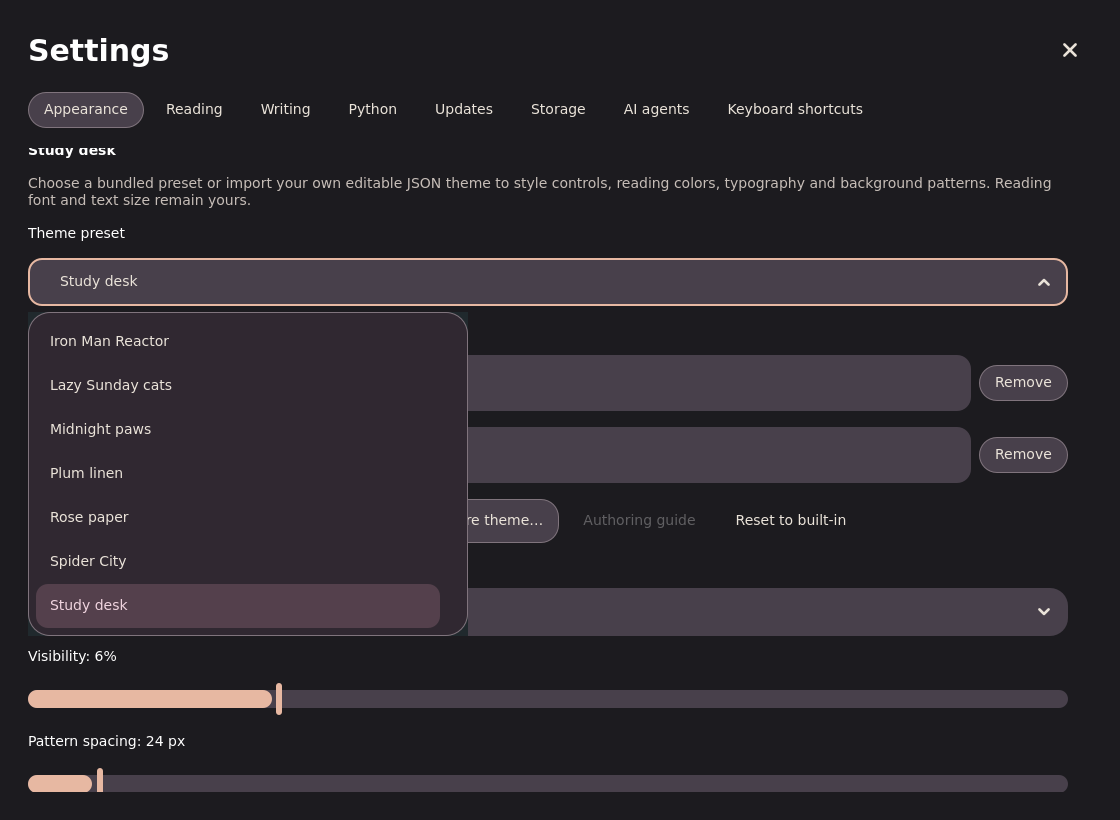 Settings
Appearance Reading Writing Python Updates Storage AI agents Keyboard shortcuts
Study desk
Choose a bundled preset or import your own editable JSON theme to style controls, reading colors, typography and background patterns. Reading
font and text size remain yours.
Theme preset
Study desk
Iron Man Reactor
Lazy Sunday cats
Remove
Midnight paws
Remove
Plum linen
Rose paper
re theme... Authoring guide Reset to built-in
Spider City
Study desk
Visibility: 6%
Pattern spacing: 24 px